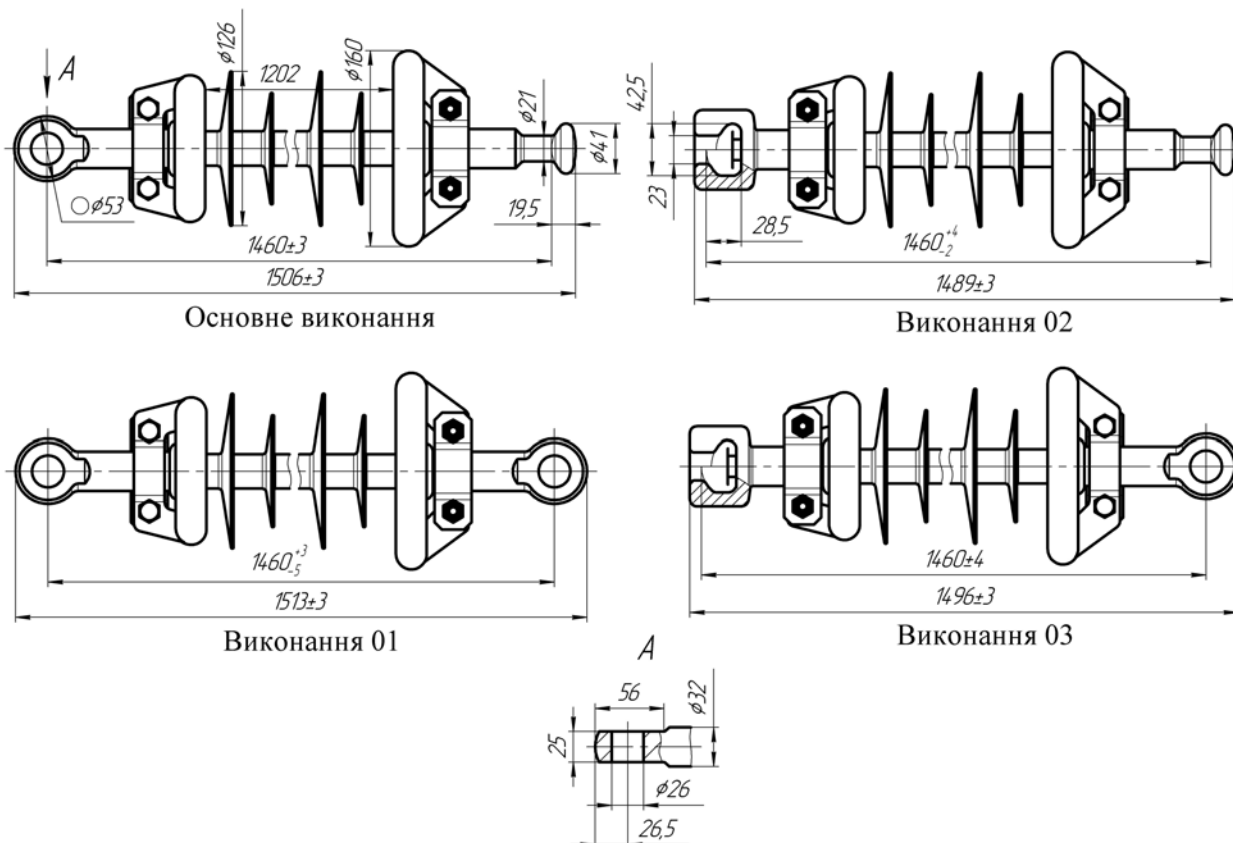 A
φ126
1202
φ160
φ21
φ41
○φ53
19,5
1460±3
1506±3
Основне виконання
42,5
23
28,5
1460+4-2
1489±3
Виконання 02
1460+3-5
1513±3
Виконання 01
1460±4
1496±3
Виконання 03
A
56
φ32
25
φ26
26,5